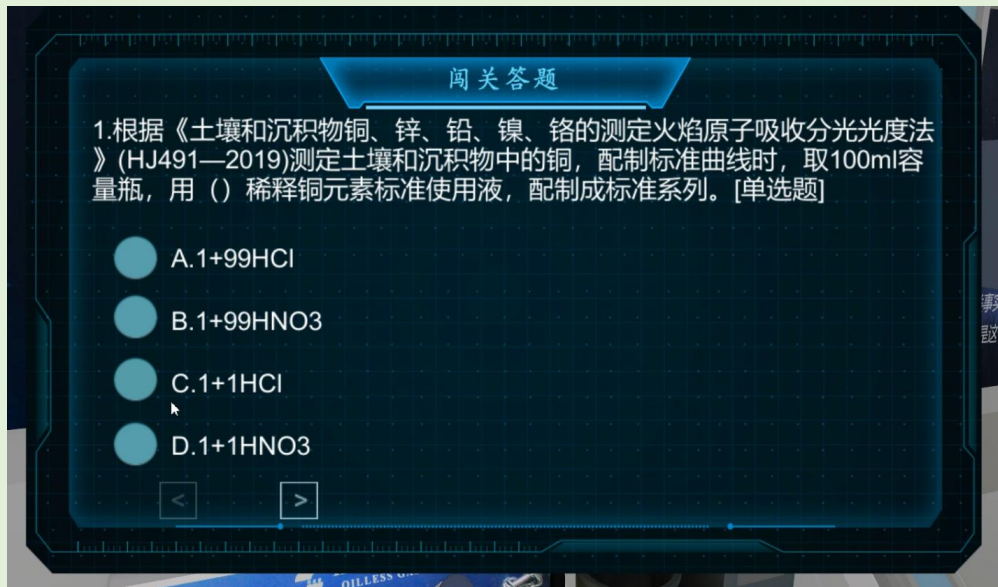 闯关答题
1.根据《土壤和沉积物铜、锌、铅、镍、铬的测定火焰原子吸收分光光度法
》(HJ491—2019)测定土壤和沉积物中的铜，配制标准曲线时，取100ml容
量瓶，用（）稀释铜元素标准使用液，配制成标准系列。[单选题]
A.1+99HCl
B.1+99HNO3
C.1+1HCl
D.1+1HNO3
<
>
是这
OILLESS